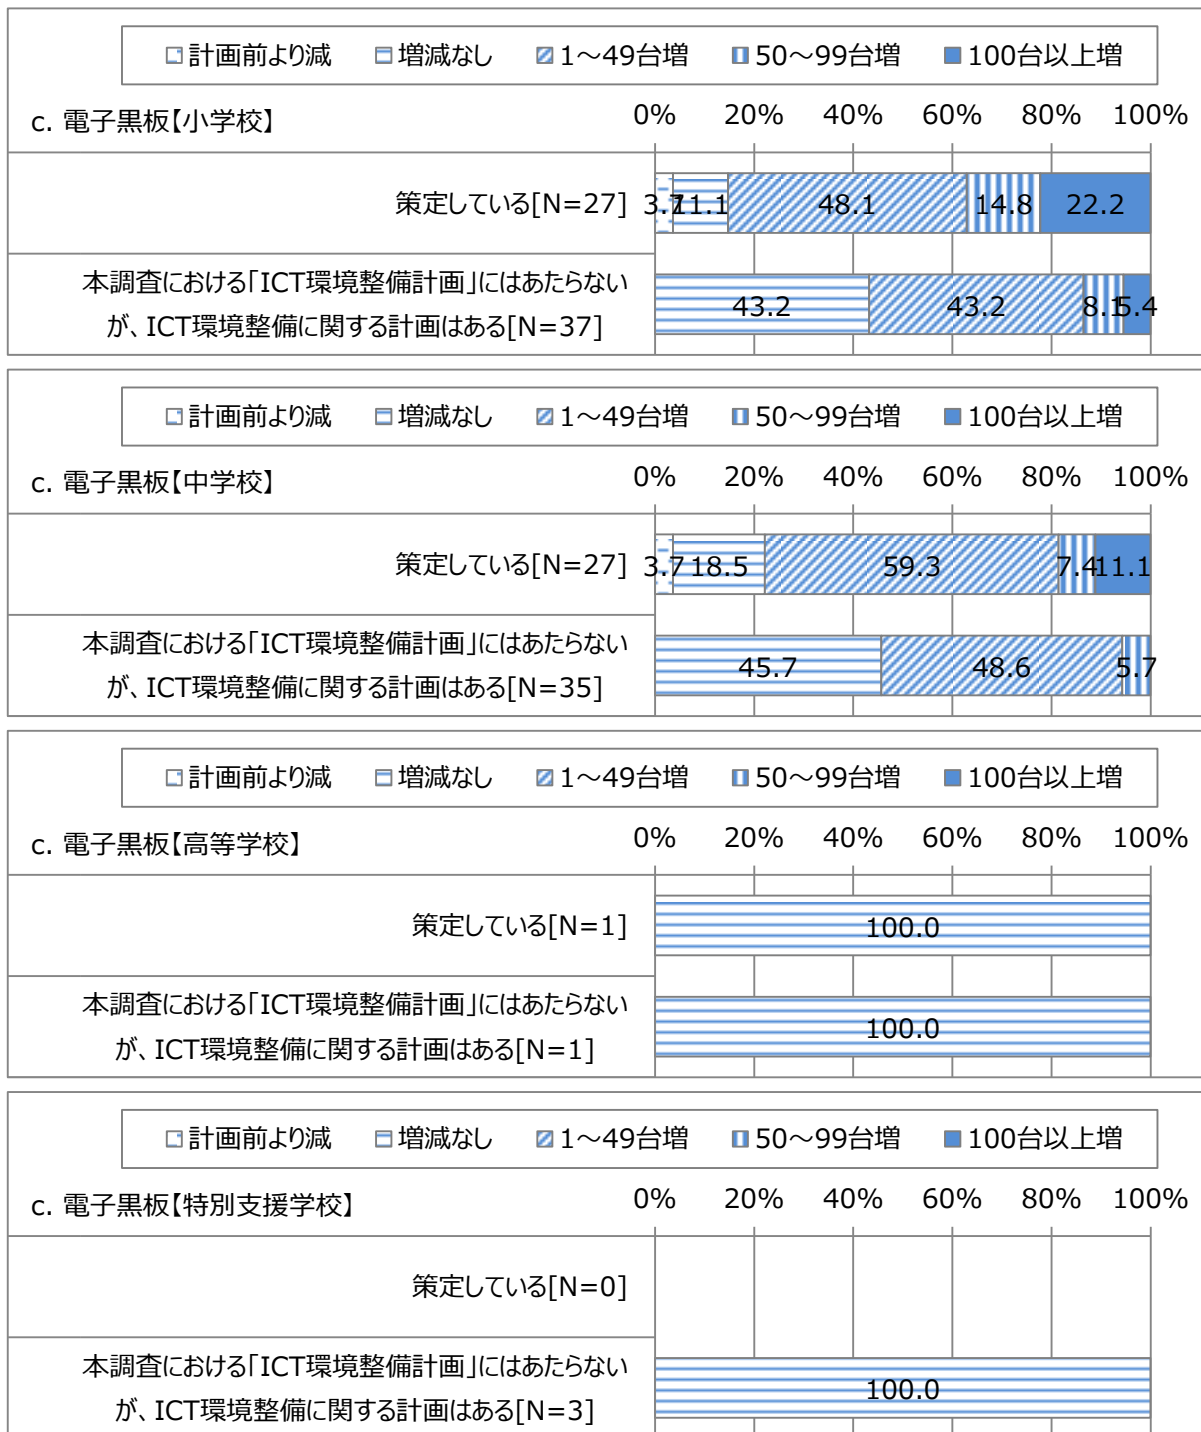 計画前より減 増減なし 1～49台増 50～99台増 100台以上増
c. 電子黒板【小学校】 0% 20% 40% 60% 80% 100%
策定している[N=27] 3.7 11.1 48.1 14.8 22.2
本調査における「ICT環境整備計画」にはあたらない
が、ICT環境整備に関する計画はある[N=37] 43.2 43.2 8.1 5.4
計画前より減 増減なし 1～49台増 50～99台増 100台以上増
c. 電子黒板【中学校】 0% 20% 40% 60% 80% 100%
策定している[N=27] 3.7 18.5 59.3 7.4 11.1
本調査における「ICT環境整備計画」にはあたらない
が、ICT環境整備に関する計画はある[N=35] 45.7 48.6 5.7
計画前より減 増減なし 1～49台増 50～99台増 100台以上増
c. 電子黒板【高等学校】 0% 20% 40% 60% 80% 100%
策定している[N=1] 100.0
本調査における「ICT環境整備計画」にはあたらない
が、ICT環境整備に関する計画はある[N=1] 100.0
計画前より減 増減なし 1～49台増 50～99台増 100台以上増
c. 電子黒板【特別支援学校】 0% 20% 40% 60% 80% 100%
策定している[N=0]
本調査における「ICT環境整備計画」にはあたらない
が、ICT環境整備に関する計画はある[N=3] 100.0